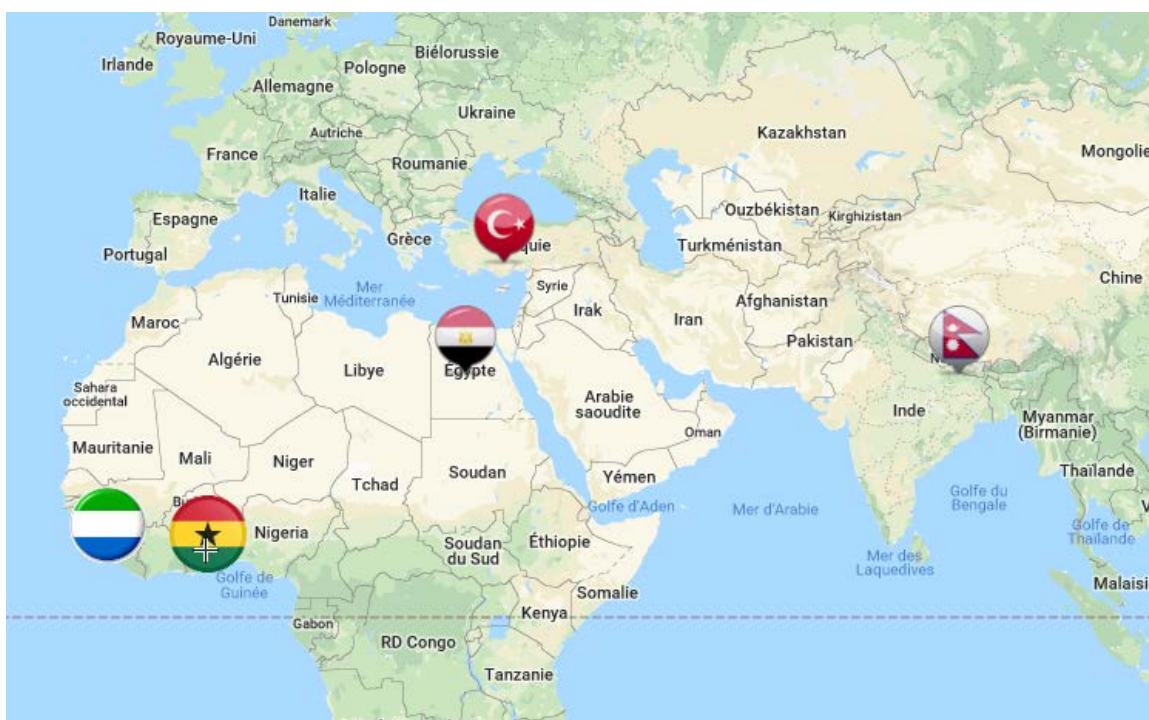 Danemark
Royaume-Uni
Biélorussie
Irlande
Pologne
Allemagne
Ukraine
Autriche
Kazakhstan
France
Roumanie
Mongolie
Italie
Ouzbékistan
Kirghizistan
Espagne
Grèce
quie
Turkménistan
Portugal
Chine
Mer
Méditerranée
Tunisie
Syrie
Afghanistan
Irak
Iran
Maroc
Pakistan
Algérie
Libye
Égypte
N
Sahara
occidental
Arabie
saoudite
Inde
Myanmar
(Birmanie)
Oman
Mauritanie
Mali
Niger
Tchad
Soudan
Yémen
Thaïlande
Golfe d'Aden
Mer d'Arabie
Golfe du
Bengale
Bu
Nigeria
Soudan
du Sud
Éthiopie
Golfe de
Thaïlande
V
Mer des
Laquedives
Golfe de
Guinée
Somalie
Malaisi
Gabon
Kenya
RD Congo
Tanzanie